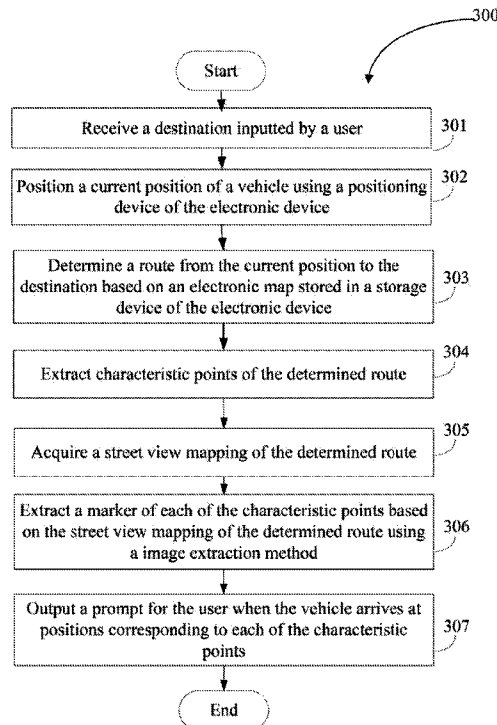 300
Start
Receive a destination inputted by a user
301
Position a current position of a vehicle using a positioning
device of the electronic device
302
Determine a route from the current position to the
destination based on an electronic map stored in a storage
device of the electronic device
303
Extract characteristic points of the determined route
304
Acquire a street view mapping of the determined route
305
Extract a marker of each of the characteristic points based
on the street view mapping of the determined route using
a image extraction method
306
Output a prompt for the user when the vehicle arrives at
positions corresponding to each of the characteristic
points
307
End